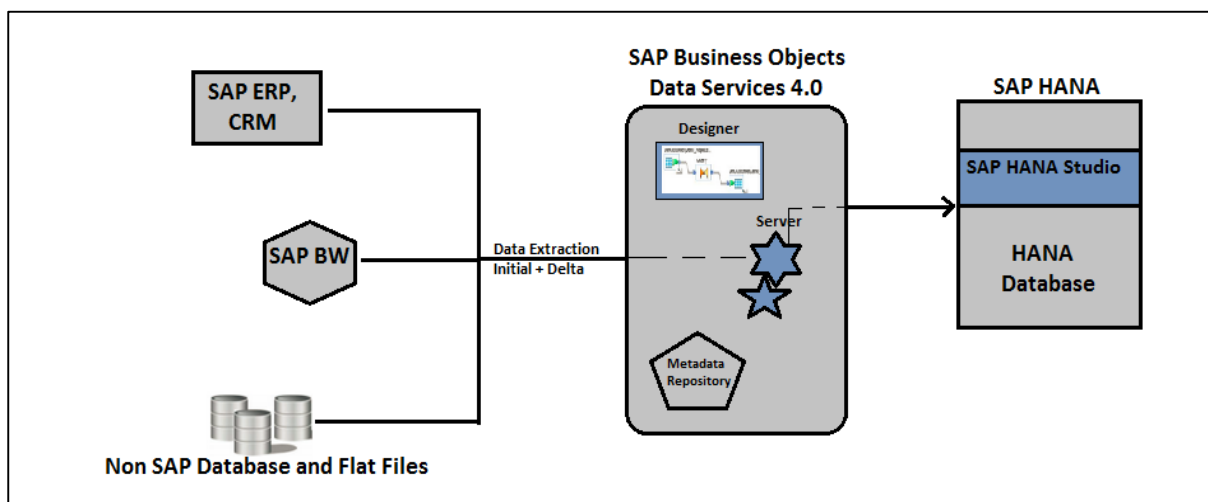 SAP ERP,
CRM
SAP BW
Non SAP Database and Flat Files
Data Extraction
Initial + Delta
SAP Business Objects
Data Services 4.0
Designer
Server
Metadata
Repository
SAP HANA
SAP HANA Studio
HANA
Database